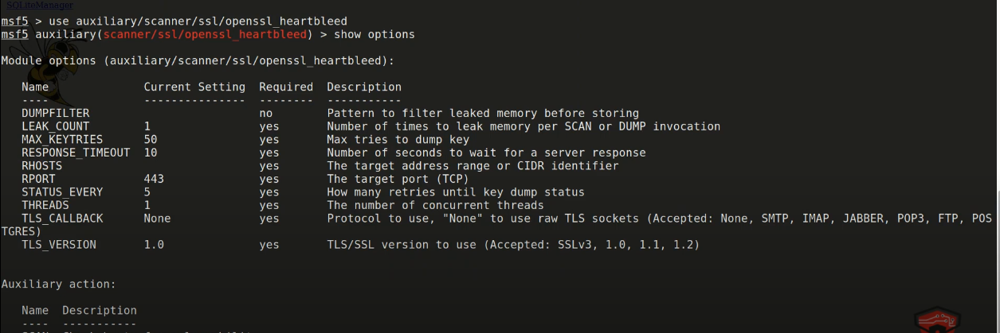 SQLiteManager
msf5 > use auxiliary/scanner/ssl/openssl_heartbleed
msf5 auxiliary(scanner/ssl/openssl_heartbleed) > show options
Module options (auxiliary/scanner/ssl/openssl_heartbleed):
Name Current Setting Required Description
---- --------------- -------- -----------
DUMPFILTER no Pattern to filter leaked memory before storing
LEAK_COUNT 1 yes Number of times to leak memory per SCAN or DUMP invocation
MAX_KEYTRIES 50 yes Max tries to dump key
RESPONSE_TIMEOUT 10 yes Number of seconds to wait for a server response
RHOSTS yes The target address range or CIDR identifier
RPORT 443 yes The target port (TCP)
STATUS_EVERY 5 yes How many retries until key dump status
THREADS 1 yes The number of concurrent threads
TLS_CALLBACK None yes Protocol to use, "None" to use raw TLS sockets (Accepted: None, SMTP, IMAP, JABBER, POP3, FTP, POS
TGRES)
TLS_VERSION 1.0 yes TLS/SSL version to use (Accepted: SSLv3, 1.0, 1.1, 1.2)
Auxiliary action:
Name Description
---- -----------